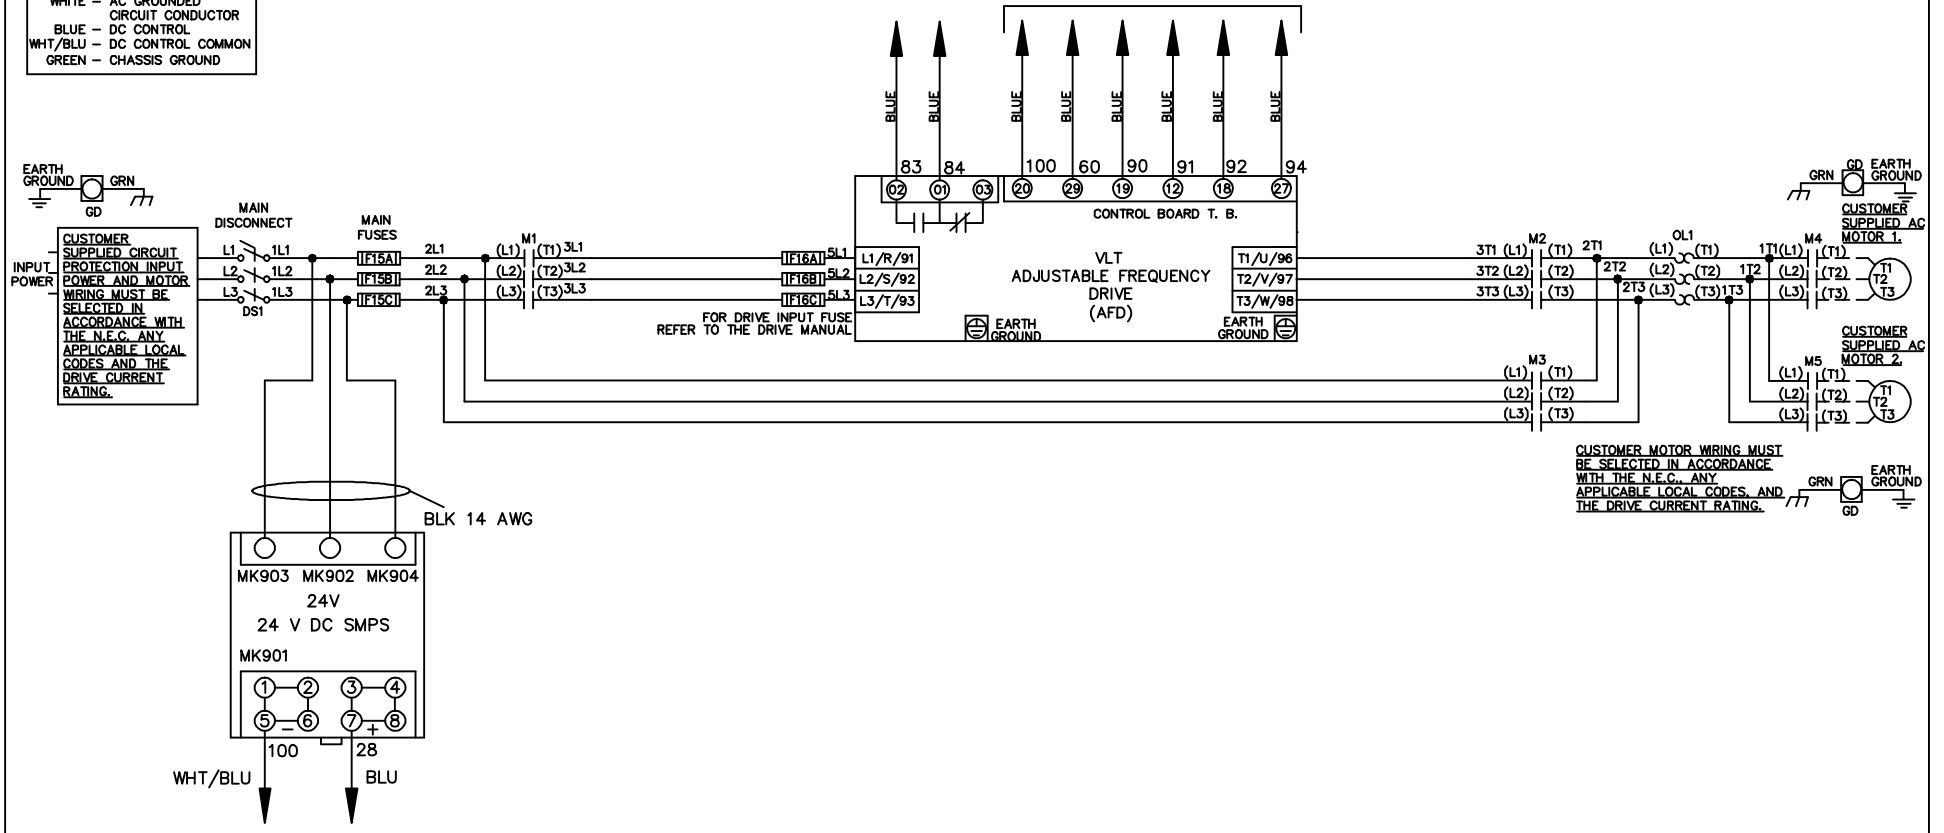 WHITE – AC GROUNDED
CIRCUIT CONDUCTOR
BLUE – DC CONTROL
WHT/BLU – DC CONTROL COMMON
GREEN – CHASSIS GROUND
BLUE
BLUE
BLUE
BLUE
BLUE
BLUE
BLUE
BLUE
83
84
100
60
90
91
92
94
02
01
03
20
29
19
12
18
27
CONTROL BOARD T. B.
EARTH
GROUND
GRN
GD
MAIN
DISCONNECT
MAIN
FUSES
INPUT
POWER
CUSTOMER
SUPPLIED CIRCUIT
PROTECTION INPUT
POWER AND MOTOR
WIRING MUST BE
SELECTED IN
ACCORDANCE WITH
THE N.E.C. ANY
APPLICABLE LOCAL
CODES AND THE
DRIVE CURRENT
RATING.
L1
1L1
L2
1L2
L3
1L3
DS1
F15A
F15B
F15C
2L1
2L2
2L3
M1
(L1)
(T1)
3L1
(L2)
(T2)
3L2
(L3)
(T3)
3L3
F16A
5L1
F16B
5L2
F16C
5L3
FOR DRIVE INPUT FUSE
REFER TO THE DRIVE MANUAL
L1/R/91
L2/S/92
L3/T/93
VLT
ADJUSTABLE FREQUENCY
DRIVE
(AFD)
T1/U/96
T2/V/97
T3/W/98
EARTH
GROUND
EARTH
GROUND
M2
3T1 (L1) (T1) 2T1
3T2 (L2) (T2) 2T2
3T3 (L3) (T3) 2T3
OL1
(L1) (T1) 1T1
(L2) (T2) 1T2
(L3) (T3) 1T3
M4
(L1) (T1)
(L2) (T2)
(L3) (T3)
T1
T2
T3
GRN
GD
EARTH
GROUND
CUSTOMER
SUPPLIED AC
MOTOR 1.
M3
(L1) (T1)
(L2) (T2)
(L3) (T3)
M5
(L1) (T1)
(L2) (T2)
(L3) (T3)
T1
T2
T3
CUSTOMER
SUPPLIED AC
MOTOR 2.
CUSTOMER MOTOR WIRING MUST
BE SELECTED IN ACCORDANCE
WITH THE N.E.C., ANY
APPLICABLE LOCAL CODES, AND
THE DRIVE CURRENT RATING.
GRN
GD
EARTH
GROUND
BLK 14 AWG
MK903 MK902 MK904
24V
24 V DC SMPS
MK901
1 2 3 4
5 – 6 7 + 8
100
28
WHT/BLU
BLU